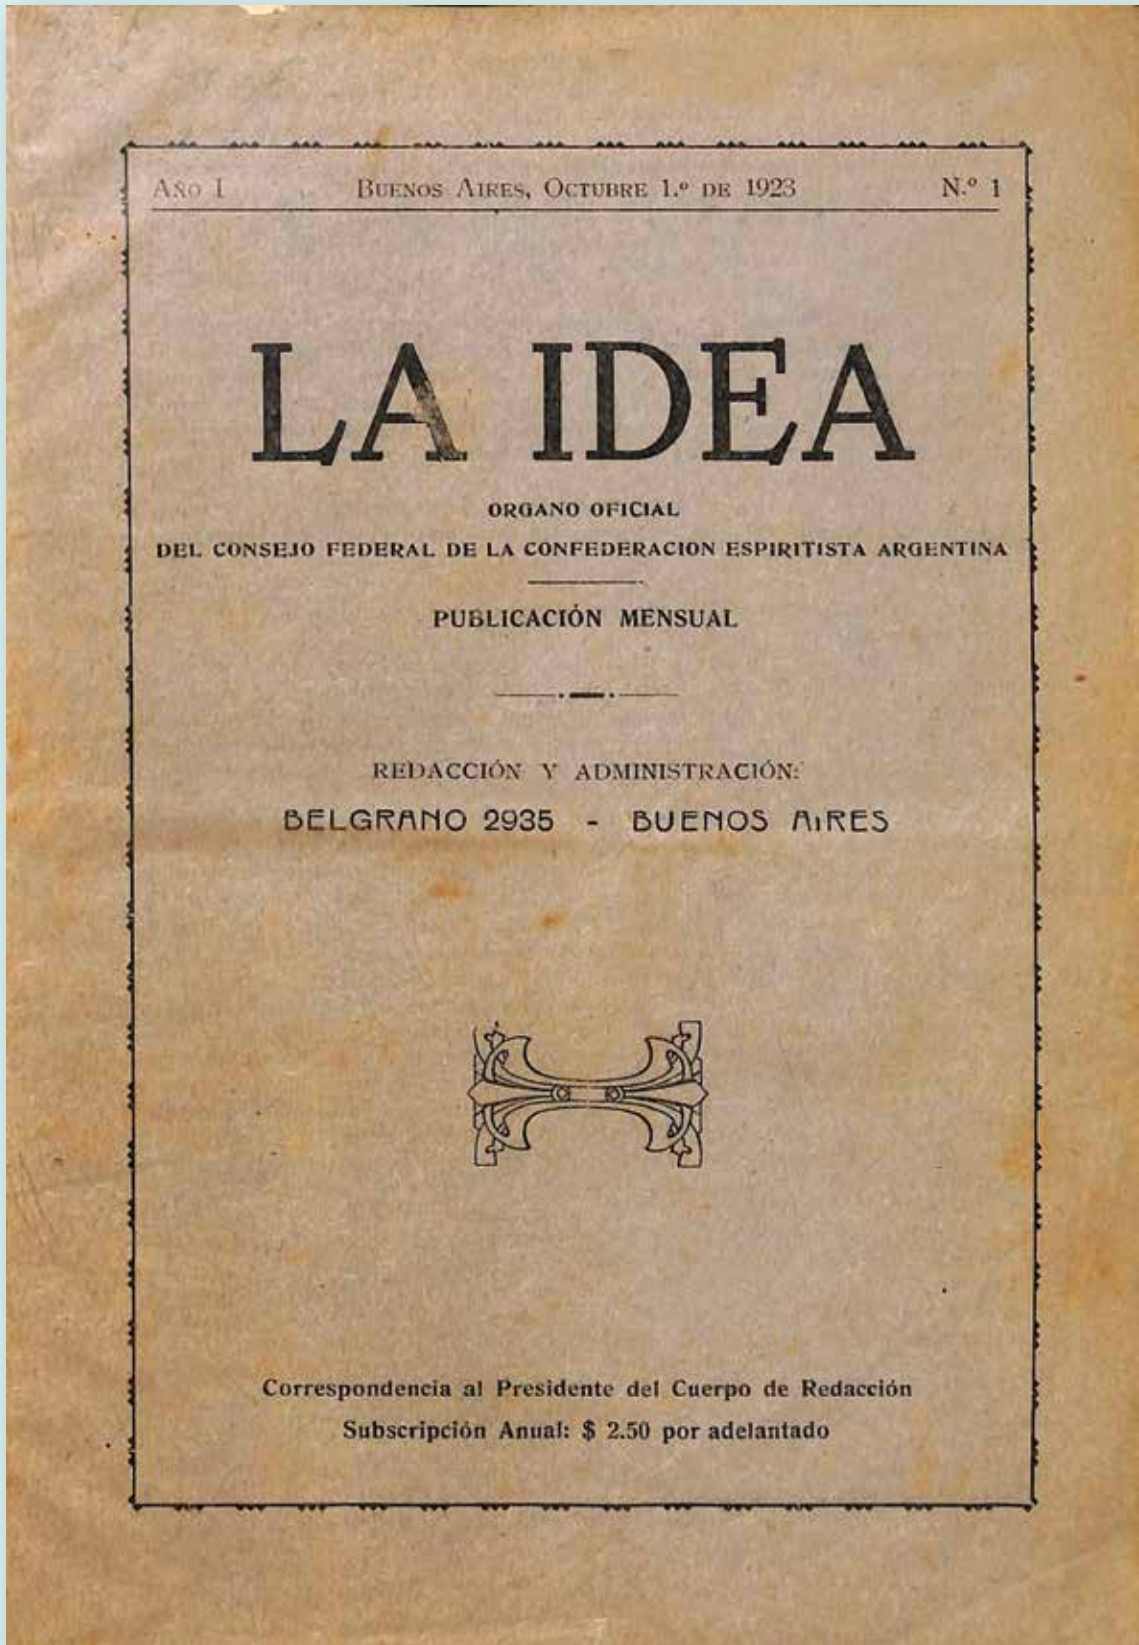 AÑO I BUENOS AIRES, OCTUBRE 1.º DE 1923 N.º 1
LA IDEA
ORGANO OFICIAL
DEL CONSEJO FEDERAL DE LA CONFEDERACION ESPIRITISTA ARGENTINA
PUBLICACIÓN MENSUAL
REDACCIÓN Y ADMINISTRACIÓN:
BELGRANO 2935 - BUENOS AIRES
Correspondencia al Presidente del Cuerpo de Redacción
Subscripción Anual: $ 2.50 por adelantado